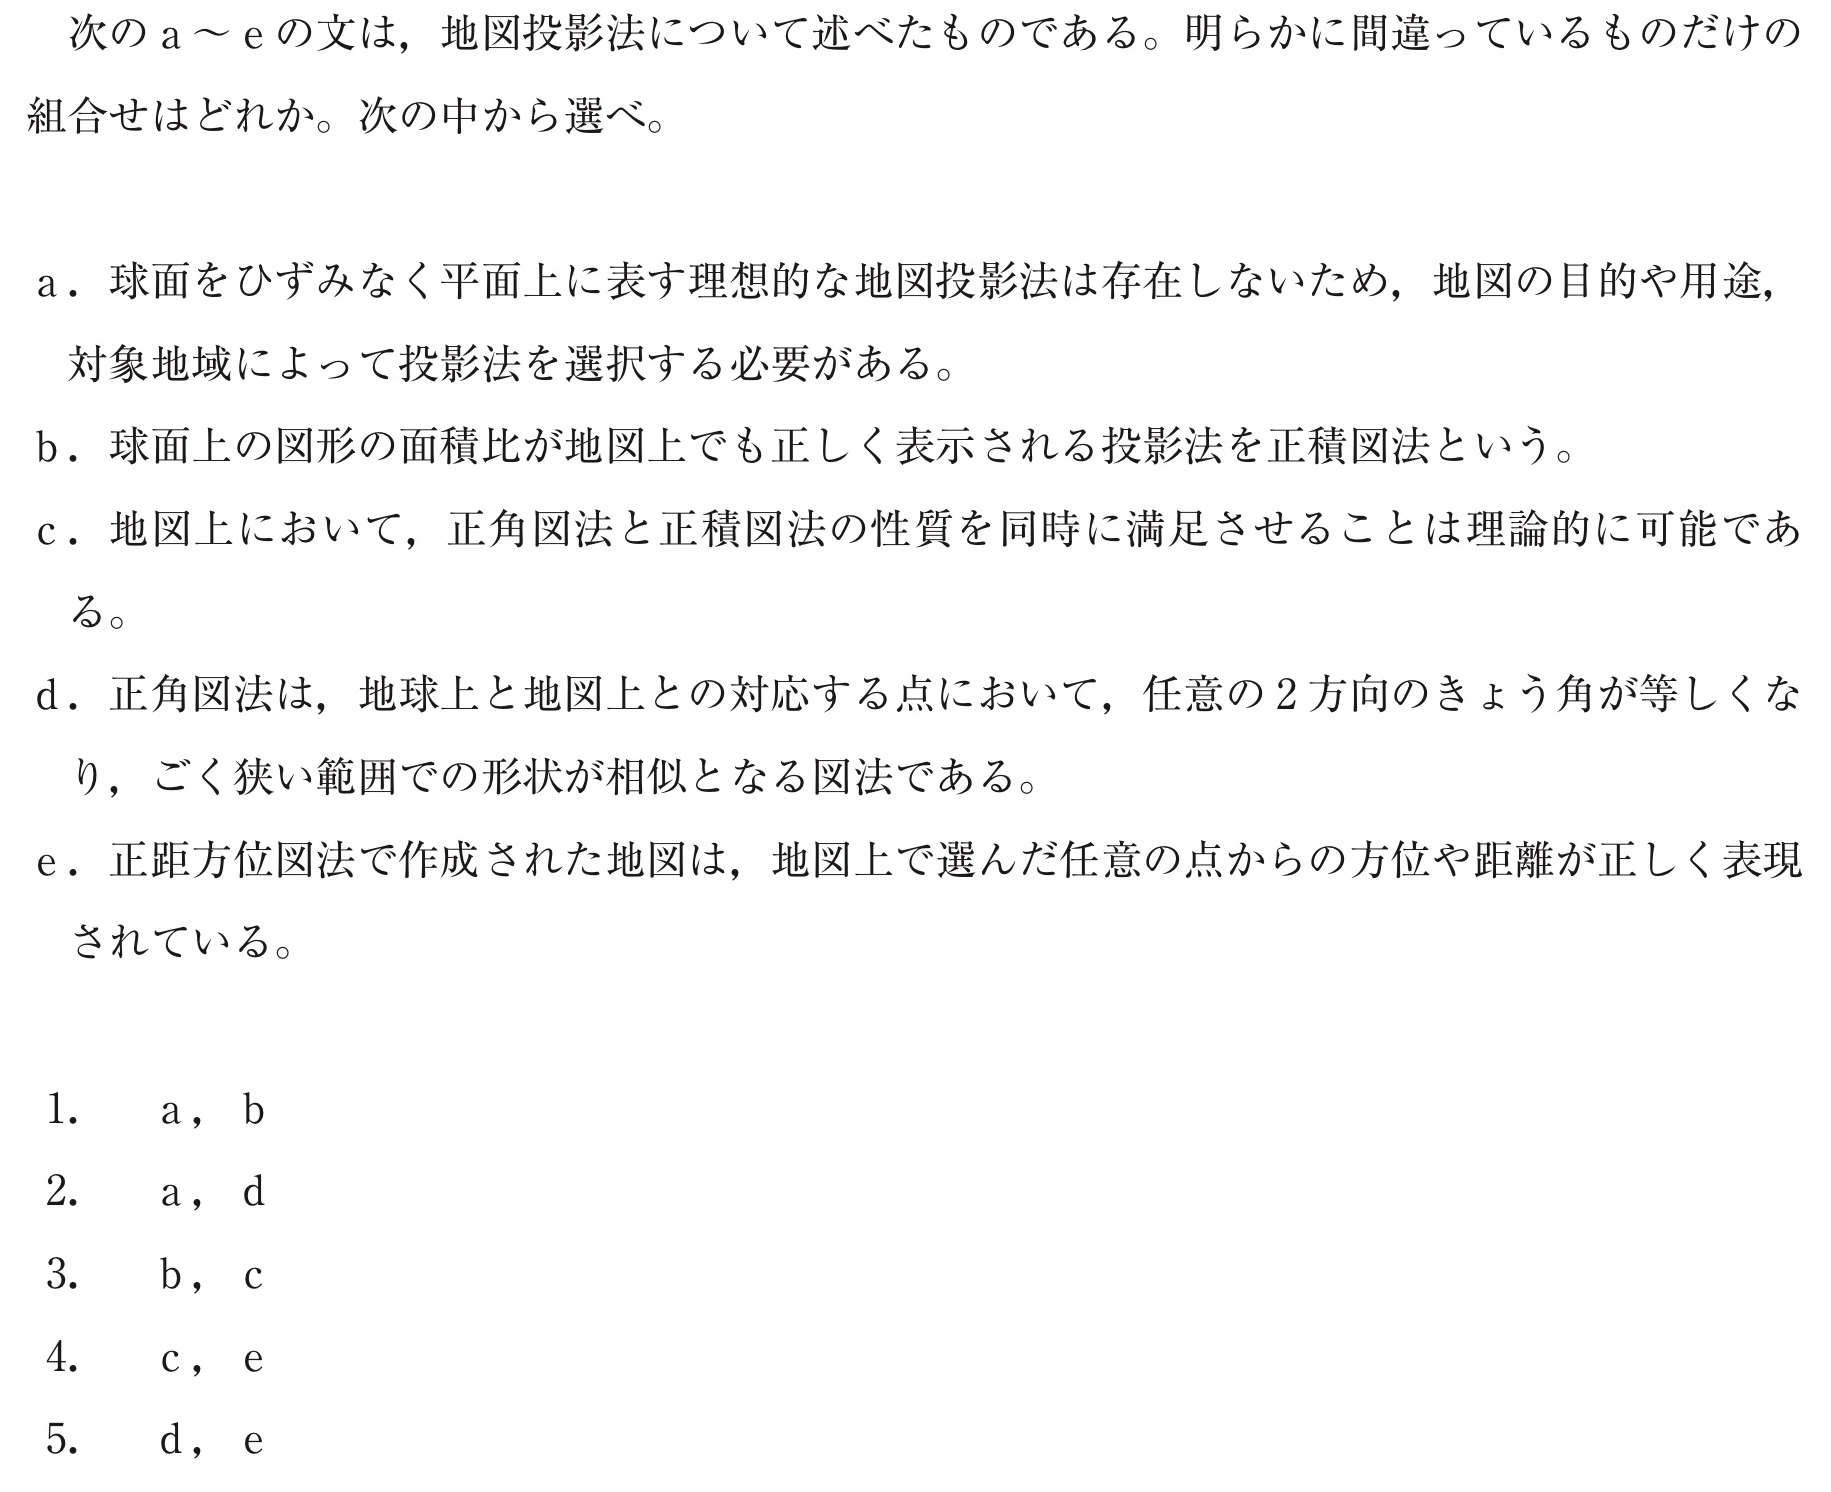 次のa～eの文は，地図投影法について述べたものである。明らかに間違っているものだけの
組合せはどれか。次の中から選べ。
a．球面をひずみなく平面上に表す理想的な地図投影法は存在しないため，地図の目的や用途，
対象地域によって投影法を選択する必要がある。
b．球面上の図形の面積比が地図上でも正しく表示される投影法を正積図法という。
c．地図上において，正角図法と正積図法の性質を同時に満足させることは理論的に可能であ
る。
d．正角図法は，地球上と地図上との対応する点において，任意の2方向のきょう角が等しくな
り，ごく狭い範囲での形状が相似となる図法である。
e．正距方位図法で作成された地図は，地図上で選んだ任意の点からの方位や距離が正しく表現
されている。
1．　a，b
2．　a，d
3．　b，c
4．　c，e
5．　d，e